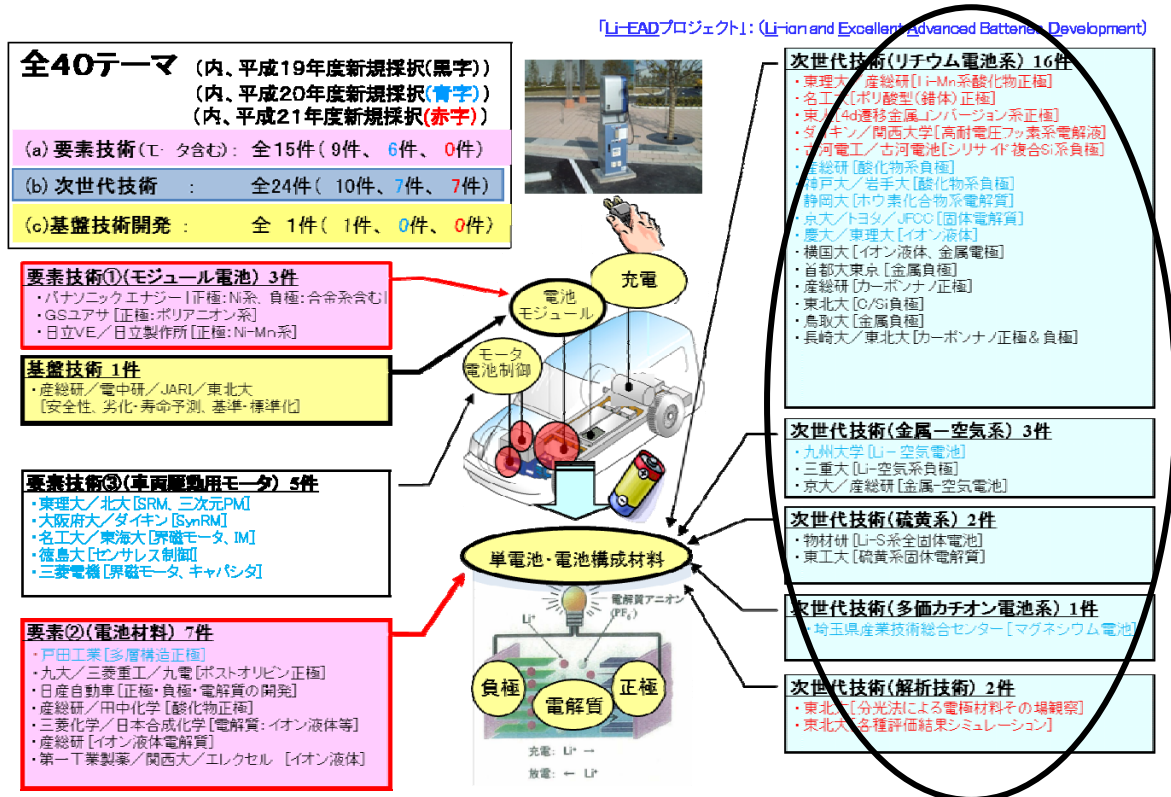 「Li-EADプロジェクト」:(Li-ion and Excellent Advanced Batteries Development)
全40テーマ (内、平成19年度新規採択(黒字))
(内、平成20年度新規採択(青字))
(内、平成21年度新規採択(赤字))
(a)要素技術(モータ含む): 全15件(9件、 6件、 0件)
(b)次世代技術 : 全24件( 10件、7件、 7件)
(c)基盤技術開発 : 全 1件( 1件、 0件、 0件)
要素技術①(モジュール電池) 3件
・パナソニックエナジー[正極:Ni系、負極:合金系含む]
・GSユアサ[正極:ポリアニオン系]
・日立VE/日立製作所[正極:Ni-Mn系]
基盤技術 1件
・産総研/電中研/JARI/東北大
[安全性、劣化・寿命予測、基準・標準化]
要素技術③(車両駆動用モータ) 5件
・東理大/北大[SRM、三次元PM]
・大阪府大/ダイキン[SynRM]
・名工大/東海大[界磁モータ、IM]
・徳島大[センサレス制御]
・三菱電機[界磁モータ、キャパシタ]
要素②(電池材料) 7件
・戸田工業[多層構造正極]
・九大/三菱重工/九電[ポストオリビン正極]
・日産自動車[正極・負極・電解質の開発]
・産総研/田中化学[酸化物正極]
・三菱化学/日本合成化学[電解質:イオン液体等]
・産総研[イオン液体電解質]
・第一工業製薬/関西大/エレクセル [イオン液体]
充電
電池
モジュール
モータ
電池制御
単電池・電池構成材料
電解質アニオン
(PF₆)
Li⁺
負極
電解質
正極
充電: Li⁺ →
放電: ← Li⁺
次世代技術(リチウム電池系) 16件
・東理大/産総研[Li-Mn系酸化物正極]
・名工大[ポリ酸型(錯体)正極]
・東大[4d遷移金属コンバージョン系正極]
・ダイキン/関西大学[高耐電圧フッ素系電解液]
・古河電工/古河電池[シリサイド複合Si系負極]
・産総研[酸化物系負極]
・神戸大/岩手大[酸化物系負極]
・静岡大[ホウ素化合物系電解質]
・京大/トヨタ/JFCC[固体電解質]
・慶大/東理大[イオン液体]
・横国大[イオン液体、金属電極]
・首都大東京[金属負極]
・産総研[カーボンナノ正極]
・東北大[C/Si負極]
・鳥取大[金属負極]
・長崎大/東北大[カーボンナノ正極&負極]
次世代技術(金属-空気系) 3件
・九州大学[Li-空気電池]
・三重大[Li-空気系負極]
・京大/産総研[金属-空気電池]
次世代技術(硫黄系) 2件
・物材研[Li-S系全固体電池]
・東工大[硫黄系固体電解質]
次世代技術(多価カチオン電池系) 1件
・埼玉県産業技術総合センター[マグネシウム電池]
次世代技術(解析技術) 2件
・東北大[分光法による電極材料その場観察]
・東北大[各種評価結果シミュレーション]